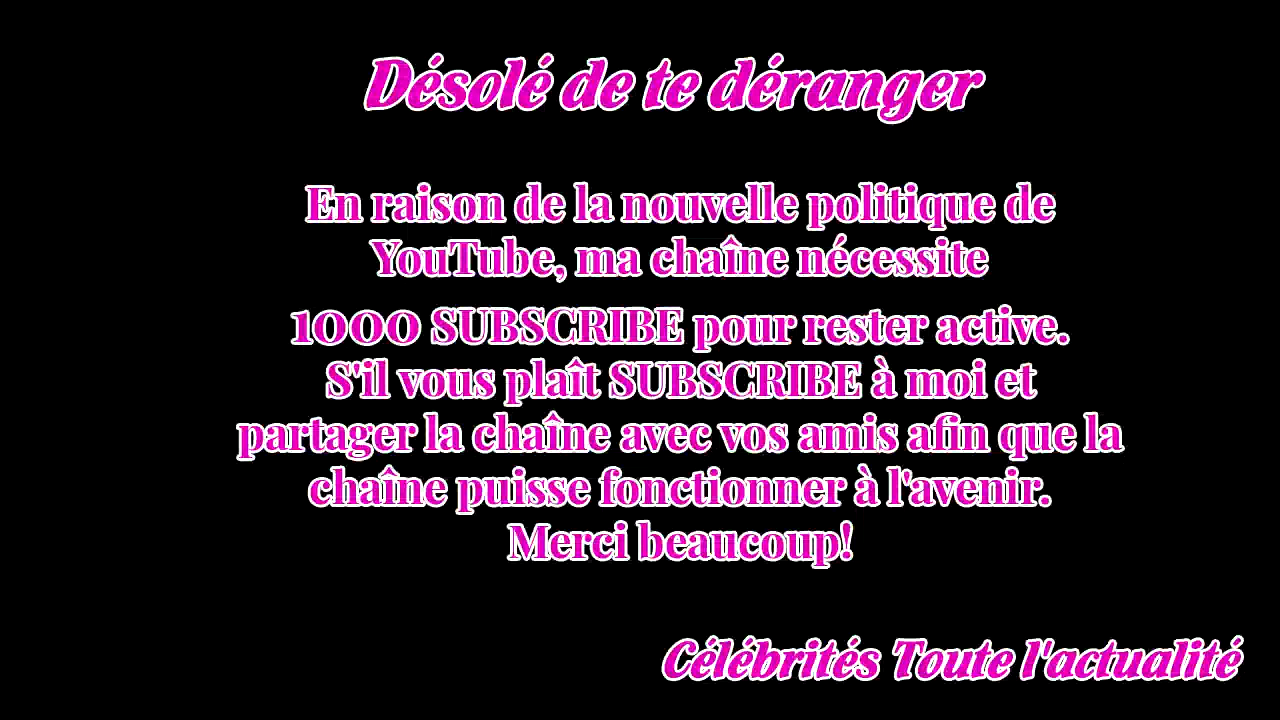 Désolé de te déranger
En raison de la nouvelle politique de
YouTube, ma chaîne nécessite
1000 SUBSCRIBE pour rester active.
S'il vous plaît SUBSCRIBE à moi et
partager la chaîne avec vos amis afin que la
chaîne puisse fonctionner à l'avenir.
Merci beaucoup!
Célébrités Toute l'actualité